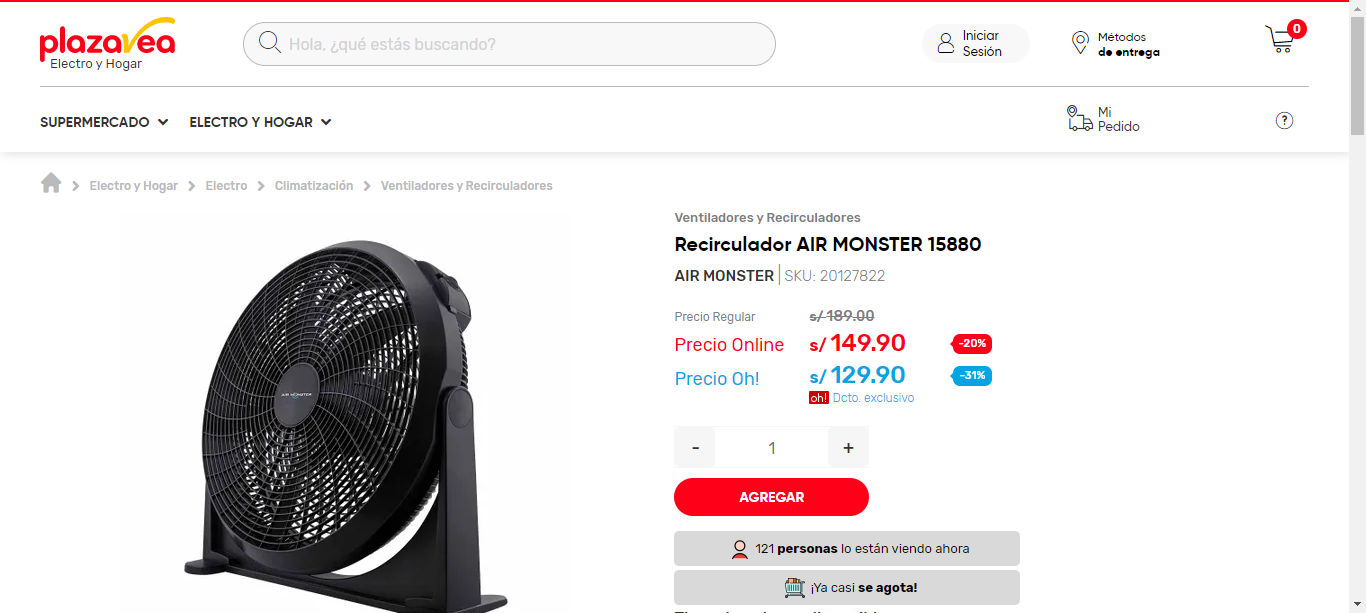 plazavea
Electro y Hogar
Hola, ¿qué estás buscando?
Iniciar
Sesión
Métodos
de entrega
0
SUPERMERCADO
ELECTRO Y HOGAR
Mi
Pedido
?
Electro y Hogar
Electro
Climatización
Ventiladores y Recirculadores
AIR MONSTER
Ventiladores y Recirculadores
Recirculador AIR MONSTER 15880
AIR MONSTER SKU: 20127822
Precio Regular s/ 189.00
Precio Online s/ 149.90 -20%
Precio Oh! s/ 129.90 -31%
oh! Dcto. exclusivo
- 1 +
AGREGAR
121 personas lo están viendo ahora
¡Ya casi se agota!